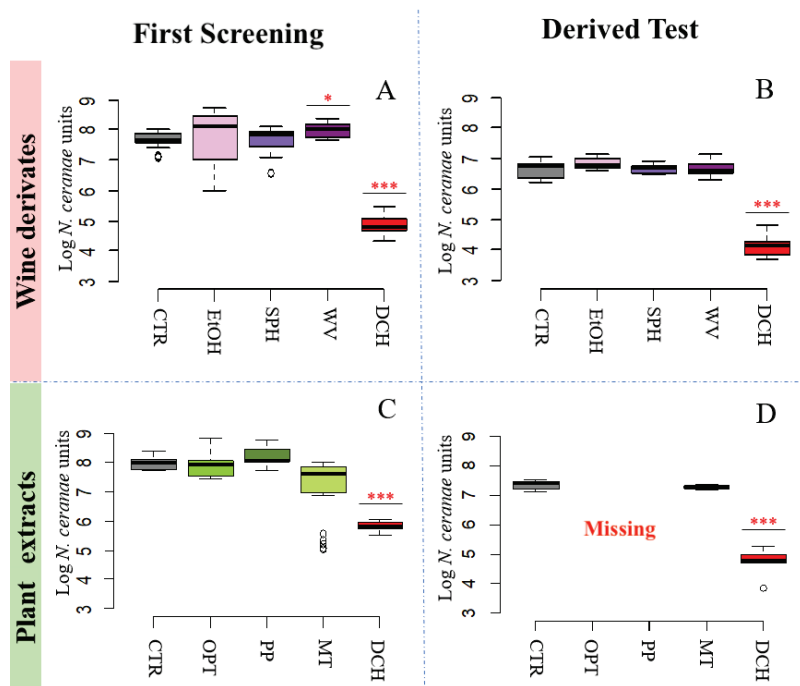 First Screening
Derived Test
Wine derivates
Plant extracts
A
Log N. ceranae units
9
8
7
6
5
4
3
*
***
CTR
EtOH
SPH
WV
DCH
B
Log N. ceranae units
9
8
7
6
5
4
3
***
CTR
EtOH
SPH
WV
DCH
C
Log N. ceranae units
9
8
7
6
5
4
3
***
CTR
OPT
PP
MT
DCH
D
Log N. ceranae units
9
8
7
6
5
4
3
Missing
***
CTR
OPT
PP
MT
DCH